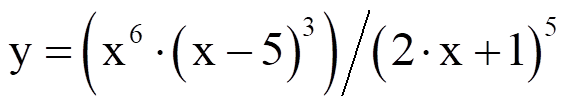 y = (x⁶ · (x − 5)³) / (2 · x + 1)⁵